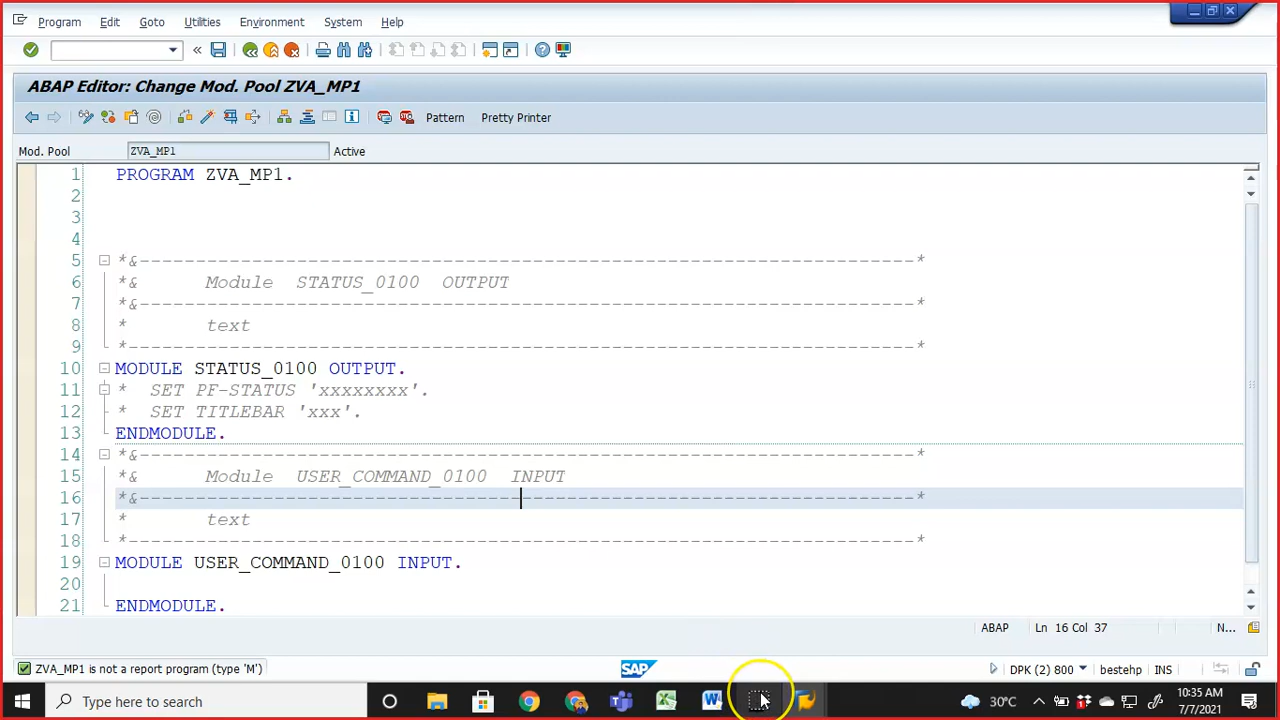 Program Edit Goto Utilities Environment System Help
ABAP Editor: Change Mod. Pool ZVA_MP1
Pattern Pretty Printer
Mod. Pool ZVA_MP1 Active
1 PROGRAM ZVA_MP1.
2
3
4
5 *&---------------------------------------------------------------------*
6 *& Module STATUS_0100 OUTPUT
7 *&---------------------------------------------------------------------*
8 * text
9 *----------------------------------------------------------------------*
10 MODULE STATUS_0100 OUTPUT.
11 * SET PF-STATUS 'xxxxxxxx'.
12 * SET TITLEBAR 'xxx'.
13 ENDMODULE.
14 *&---------------------------------------------------------------------*
15 *& Module USER_COMMAND_0100 INPUT
16 *&---------------------------------------------------------------------*
17 * text
18 *----------------------------------------------------------------------*
19 MODULE USER_COMMAND_0100 INPUT.
20
21 ENDMODULE.
ABAP Ln 16 Col 37 N...
ZVA_MP1 is not a report program (type 'M') SAP DPK (2) 800 bestehp INS
Type here to search 30°C 10:35 AM
7/7/2021